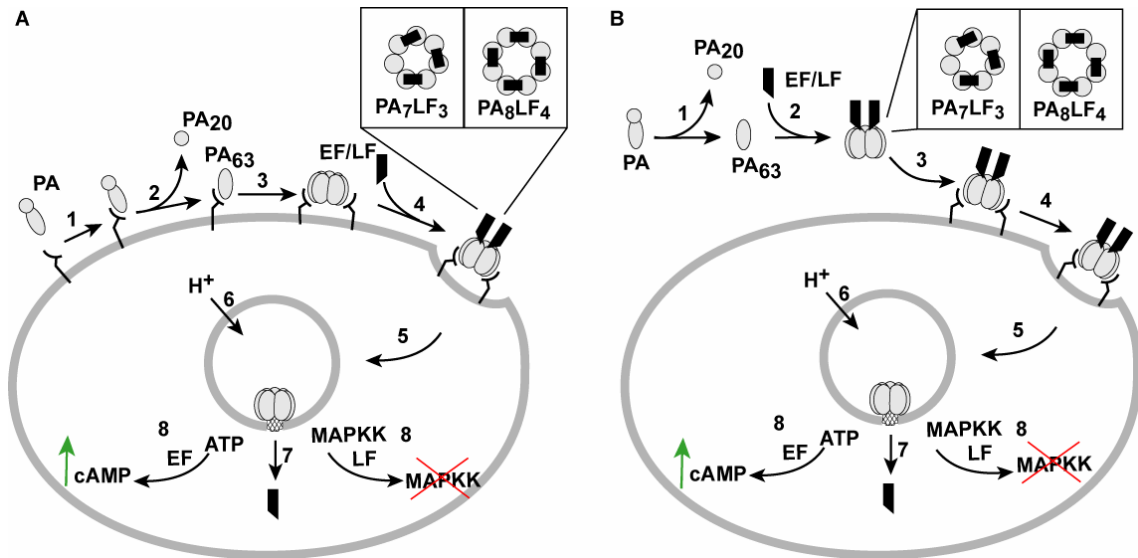 A
PA₇LF₃
PA₈LF₄
PA₂₀
PA
PA₆₃
EF/LF
1
2
3
4
H⁺
6
5
7
8
EF
ATP
cAMP
MAPKK
8
LF
MAPKK
B
PA₇LF₃
PA₈LF₄
PA₂₀
EF/LF
1
2
PA
PA₆₃
3
4
H⁺
6
5
7
8
EF
ATP
cAMP
MAPKK
8
LF
MAPKK